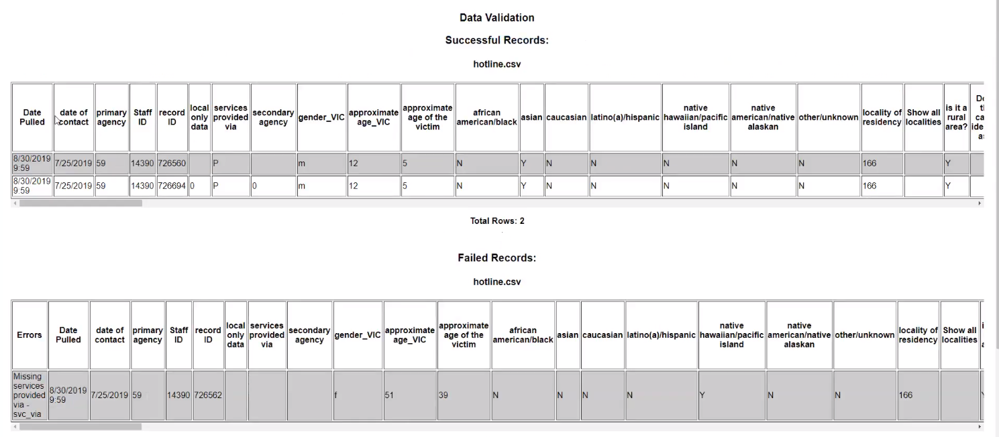 Data Validation
Successful Records:
hotline.csv
Date Pulled | date of contact | primary agency | Staff ID | record ID | local only data | services provided via | secondary agency | gender_VIC | approximate age_VIC | approximate age of the victim | african american/black | asian | caucasian | latino(a)/hispanic | native hawaiian/pacific island | native american/native alaskan | other/unknown | locality of residency | Show all localities | is it a rural area?
8/30/2019 9:59 | 7/25/2019 | 59 | 14390 | 726560 | | P | | m | 12 | 5 | N | Y | N | N | N | N | N | 166 | | Y
8/30/2019 9:59 | 7/25/2019 | 59 | 14390 | 726694 | 0 | P | 0 | m | 12 | 5 | N | Y | N | N | N | N | N | 166 | | Y
Total Rows: 2
Failed Records:
hotline.csv
Errors | Date Pulled | date of contact | primary agency | Staff ID | record ID | local only data | services provided via | secondary agency | gender_VIC | approximate age_VIC | approximate age of the victim | african american/black | asian | caucasian | latino(a)/hispanic | native hawaiian/pacific island | native american/native alaskan | other/unknown | locality of residency | Show all localities
Missing services provided via - svc_via | 8/30/2019 9:59 | 7/25/2019 | 59 | 14390 | 726562 | | | | f | 51 | 39 | N | N | N | N | Y | N | N | 166 |